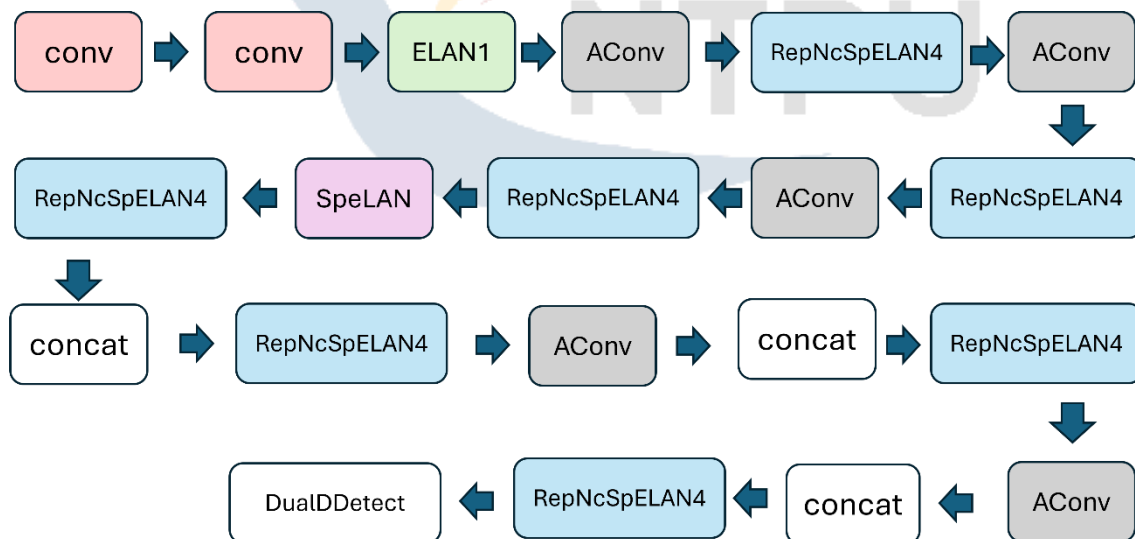 NTPU
conv
conv
ELAN1
AConv
RepNcSpELAN4
AConv
RepNcSpELAN4
AConv
RepNcSpELAN4
SpeLAN
RepNcSpELAN4
concat
RepNcSpELAN4
AConv
concat
RepNcSpELAN4
AConv
concat
RepNcSpELAN4
DualDDetect